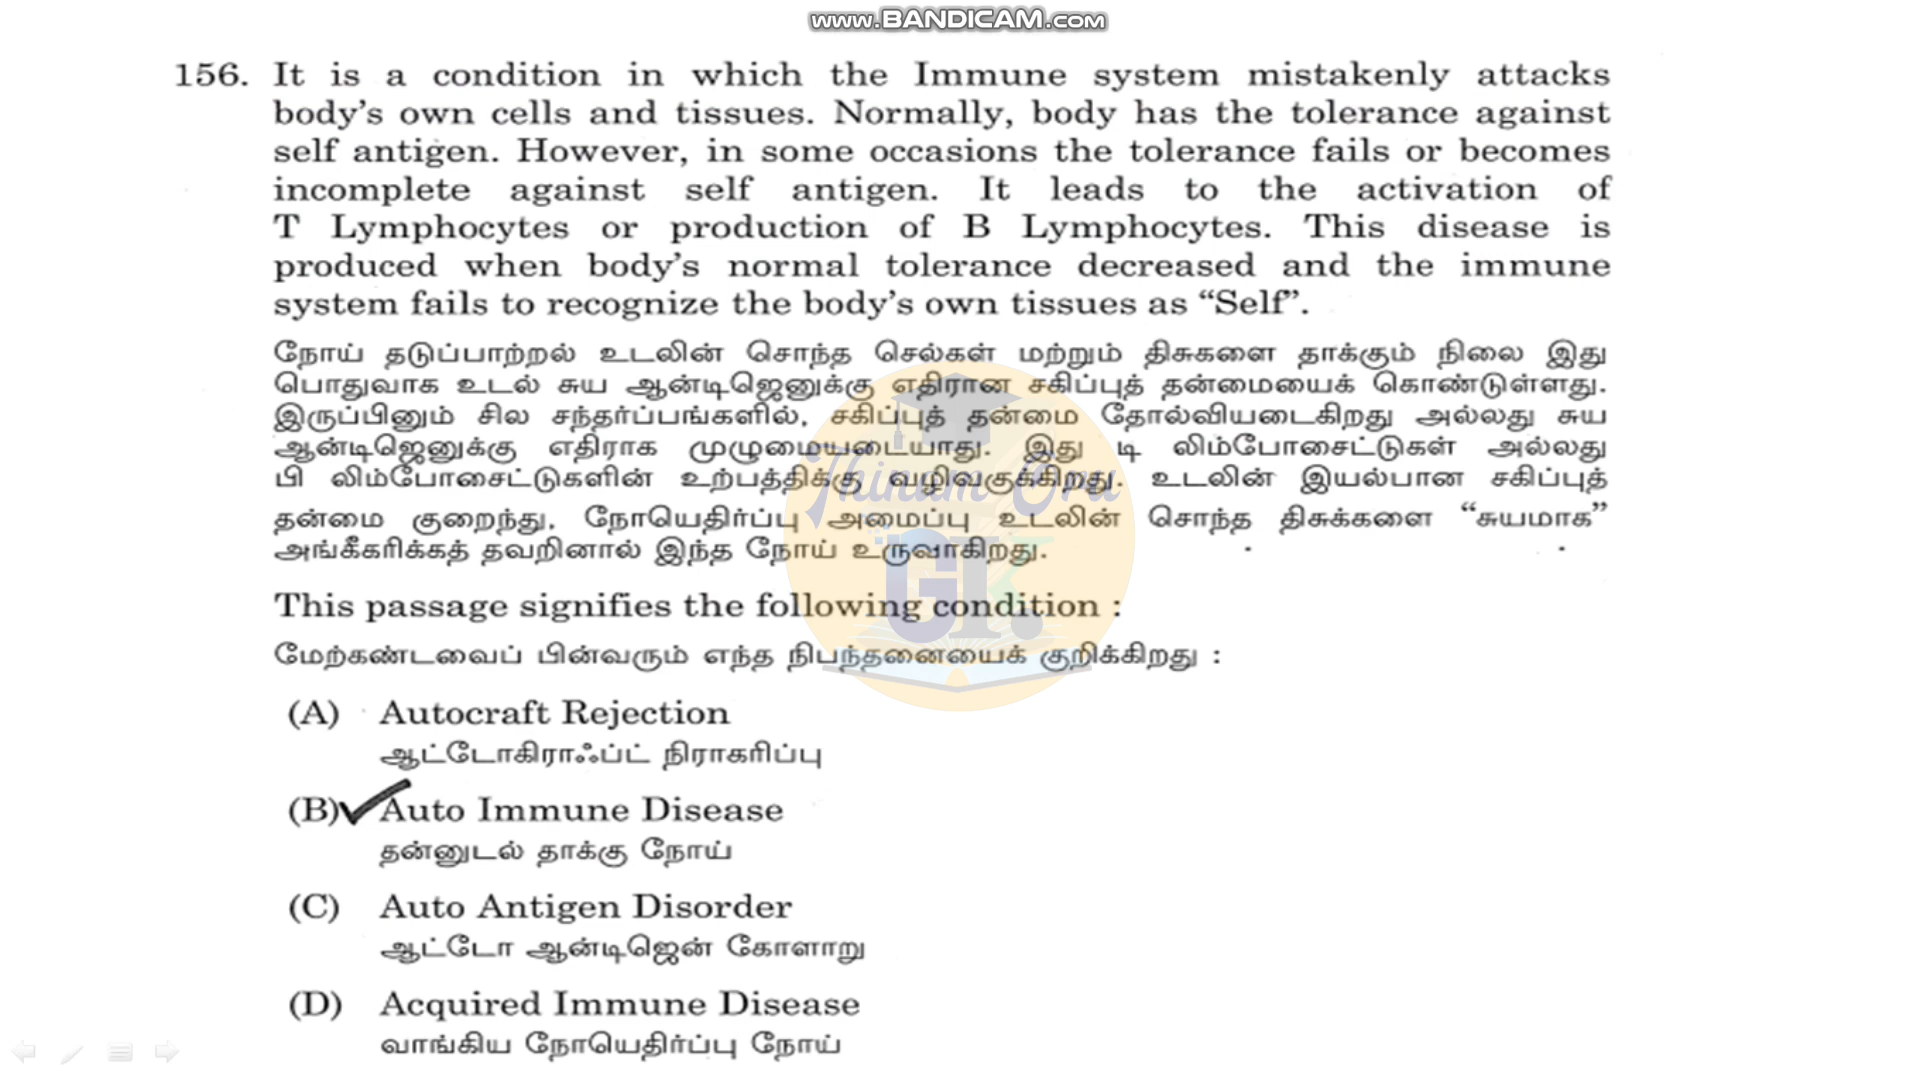 www.BANDICAM.com
156. It is a condition in which the Immune system mistakenly attacks
body's own cells and tissues. Normally, body has the tolerance against
self antigen. However, in some occasions the tolerance fails or becomes
incomplete against self antigen. It leads to the activation of
T Lymphocytes or production of B Lymphocytes. This disease is
produced when body's normal tolerance decreased and the immune
system fails to recognize the body's own tissues as “Self”.
நோய் தடுப்பாற்றல் உடலின் சொந்த செல்கள் மற்றும் திசுகளை தாக்கும் நிலை இது
பொதுவாக உடல் சுய ஆன்டிஜெனுக்கு எதிரான சகிப்புத் தன்மையைக் கொண்டுள்ளது.
இருப்பினும் சில சந்தர்ப்பங்களில், சகிப்புத் தன்மை தோல்வியடைகிறது அல்லது சுய
ஆன்டிஜெனுக்கு எதிராக முழுமையடையாது. இது டி லிம்போசைட்டுகள் அல்லது
பி லிம்போசைட்டுகளின் உற்பத்திக்கு வழிவகுக்கிறது. உடலின் இயல்பான சகிப்புத்
தன்மை குறைந்து, நோயெதிர்ப்பு அமைப்பு உடலின் சொந்த திசுக்களை “சுயமாக”
அங்கீகரிக்கத் தவறினால் இந்த நோய் உருவாகிறது.
Thinam Oru
GK
This passage signifies the following condition :
மேற்கண்டவைப் பின்வரும் எந்த நிபந்தனையைக் குறிக்கிறது :
(A) Autocraft Rejection
ஆட்டோகிராஃப்ட் நிராகரிப்பு
(B) Auto Immune Disease
தன்னுடல் தாக்கு நோய்
(C) Auto Antigen Disorder
ஆட்டோ ஆன்டிஜென் கோளாறு
(D) Acquired Immune Disease
வாங்கிய நோயெதிர்ப்பு நோய்